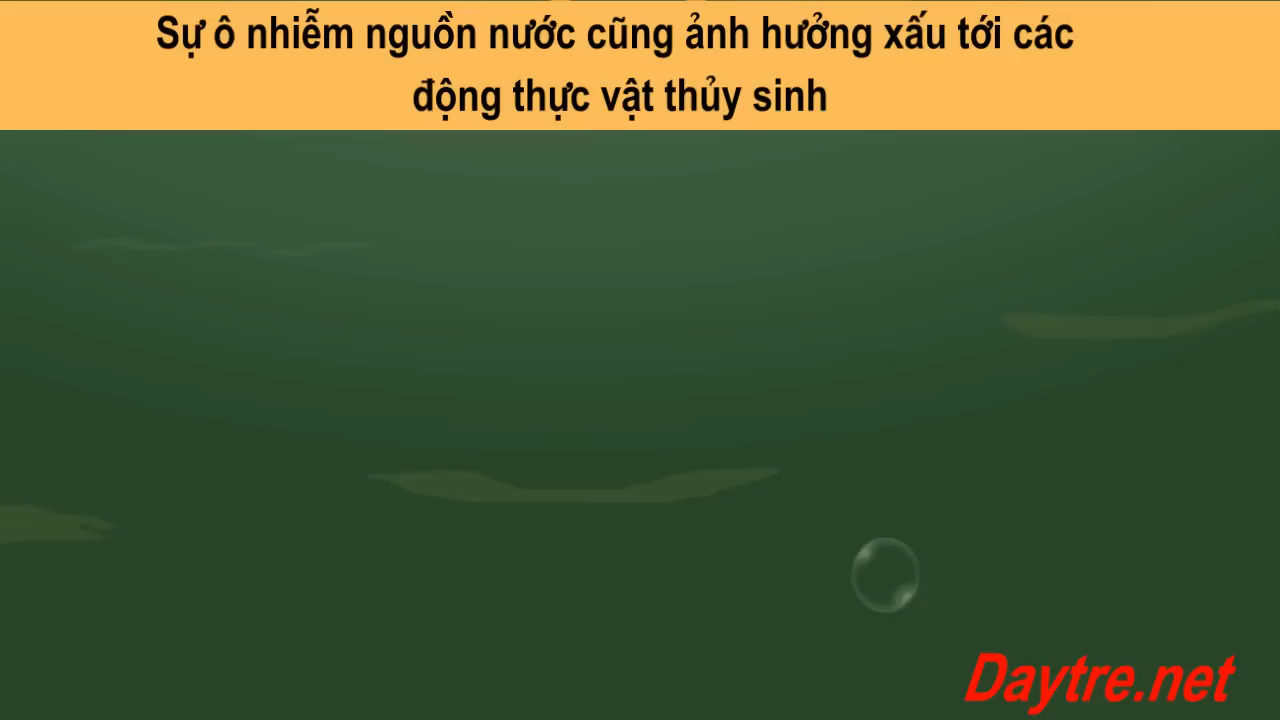 Sự ô nhiễm nguồn nước cũng ảnh hưởng xấu tới các
động thực vật thủy sinh
Daytre.net